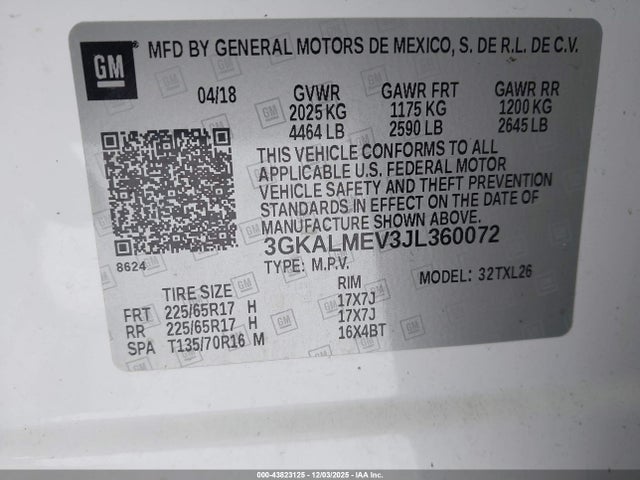 GM MFD BY GENERAL MOTORS DE MEXICO, S. DE R.L. DE C.V.
04/18 GVWR GAWR FRT GAWR RR
2025 KG 1175 KG 1200 KG
4464 LB 2590 LB 2645 LB
THIS VEHICLE CONFORMS TO ALL
APPLICABLE U.S. FEDERAL MOTOR
VEHICLE SAFETY AND THEFT PREVENTION
STANDARDS IN EFFECT ON THE DATE OF
MANUFACTURE SHOWN ABOVE.
3GKALMEV3JL360072
8624
TYPE: M.P.V. MODEL: 32TXL26
TIRE SIZE RIM
FRT 225/65R17 H 17X7J
RR 225/65R17 H 17X7J
SPA T135/70R16 M 16X4BT
000-43823125 - 12/03/2025 - IAA Inc.